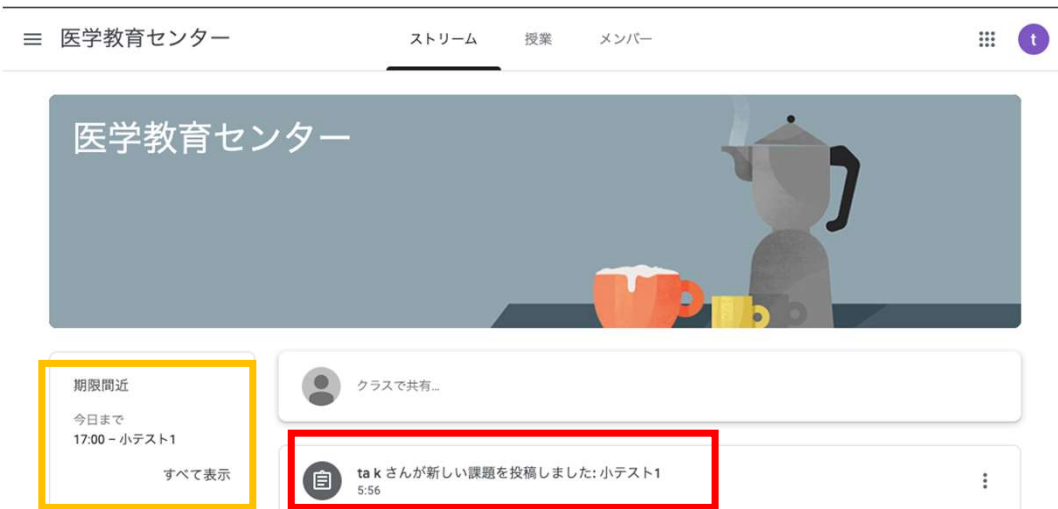 医学教育センター
ストリーム 授業 メンバー
t
医学教育センター
期限間近
今日まで
17:00 – 小テスト1
すべて表示
クラスで共有...
ta k さんが新しい課題を投稿しました: 小テスト1
5:56